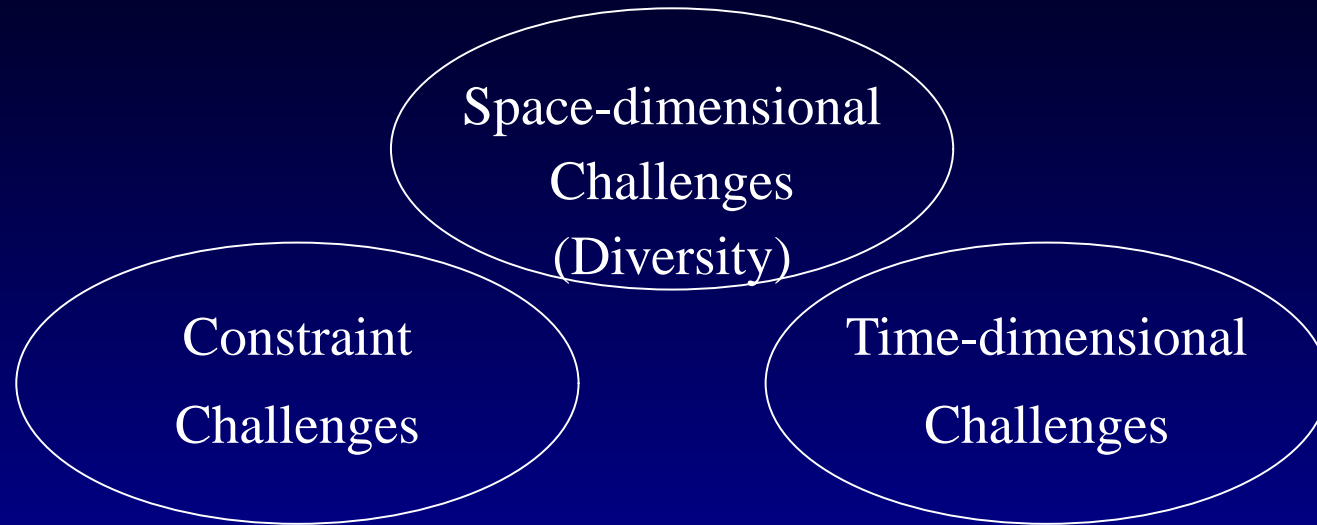 Space-dimensional
Challenges
(Diversity)
Constraint
Challenges
Time-dimensional
Challenges